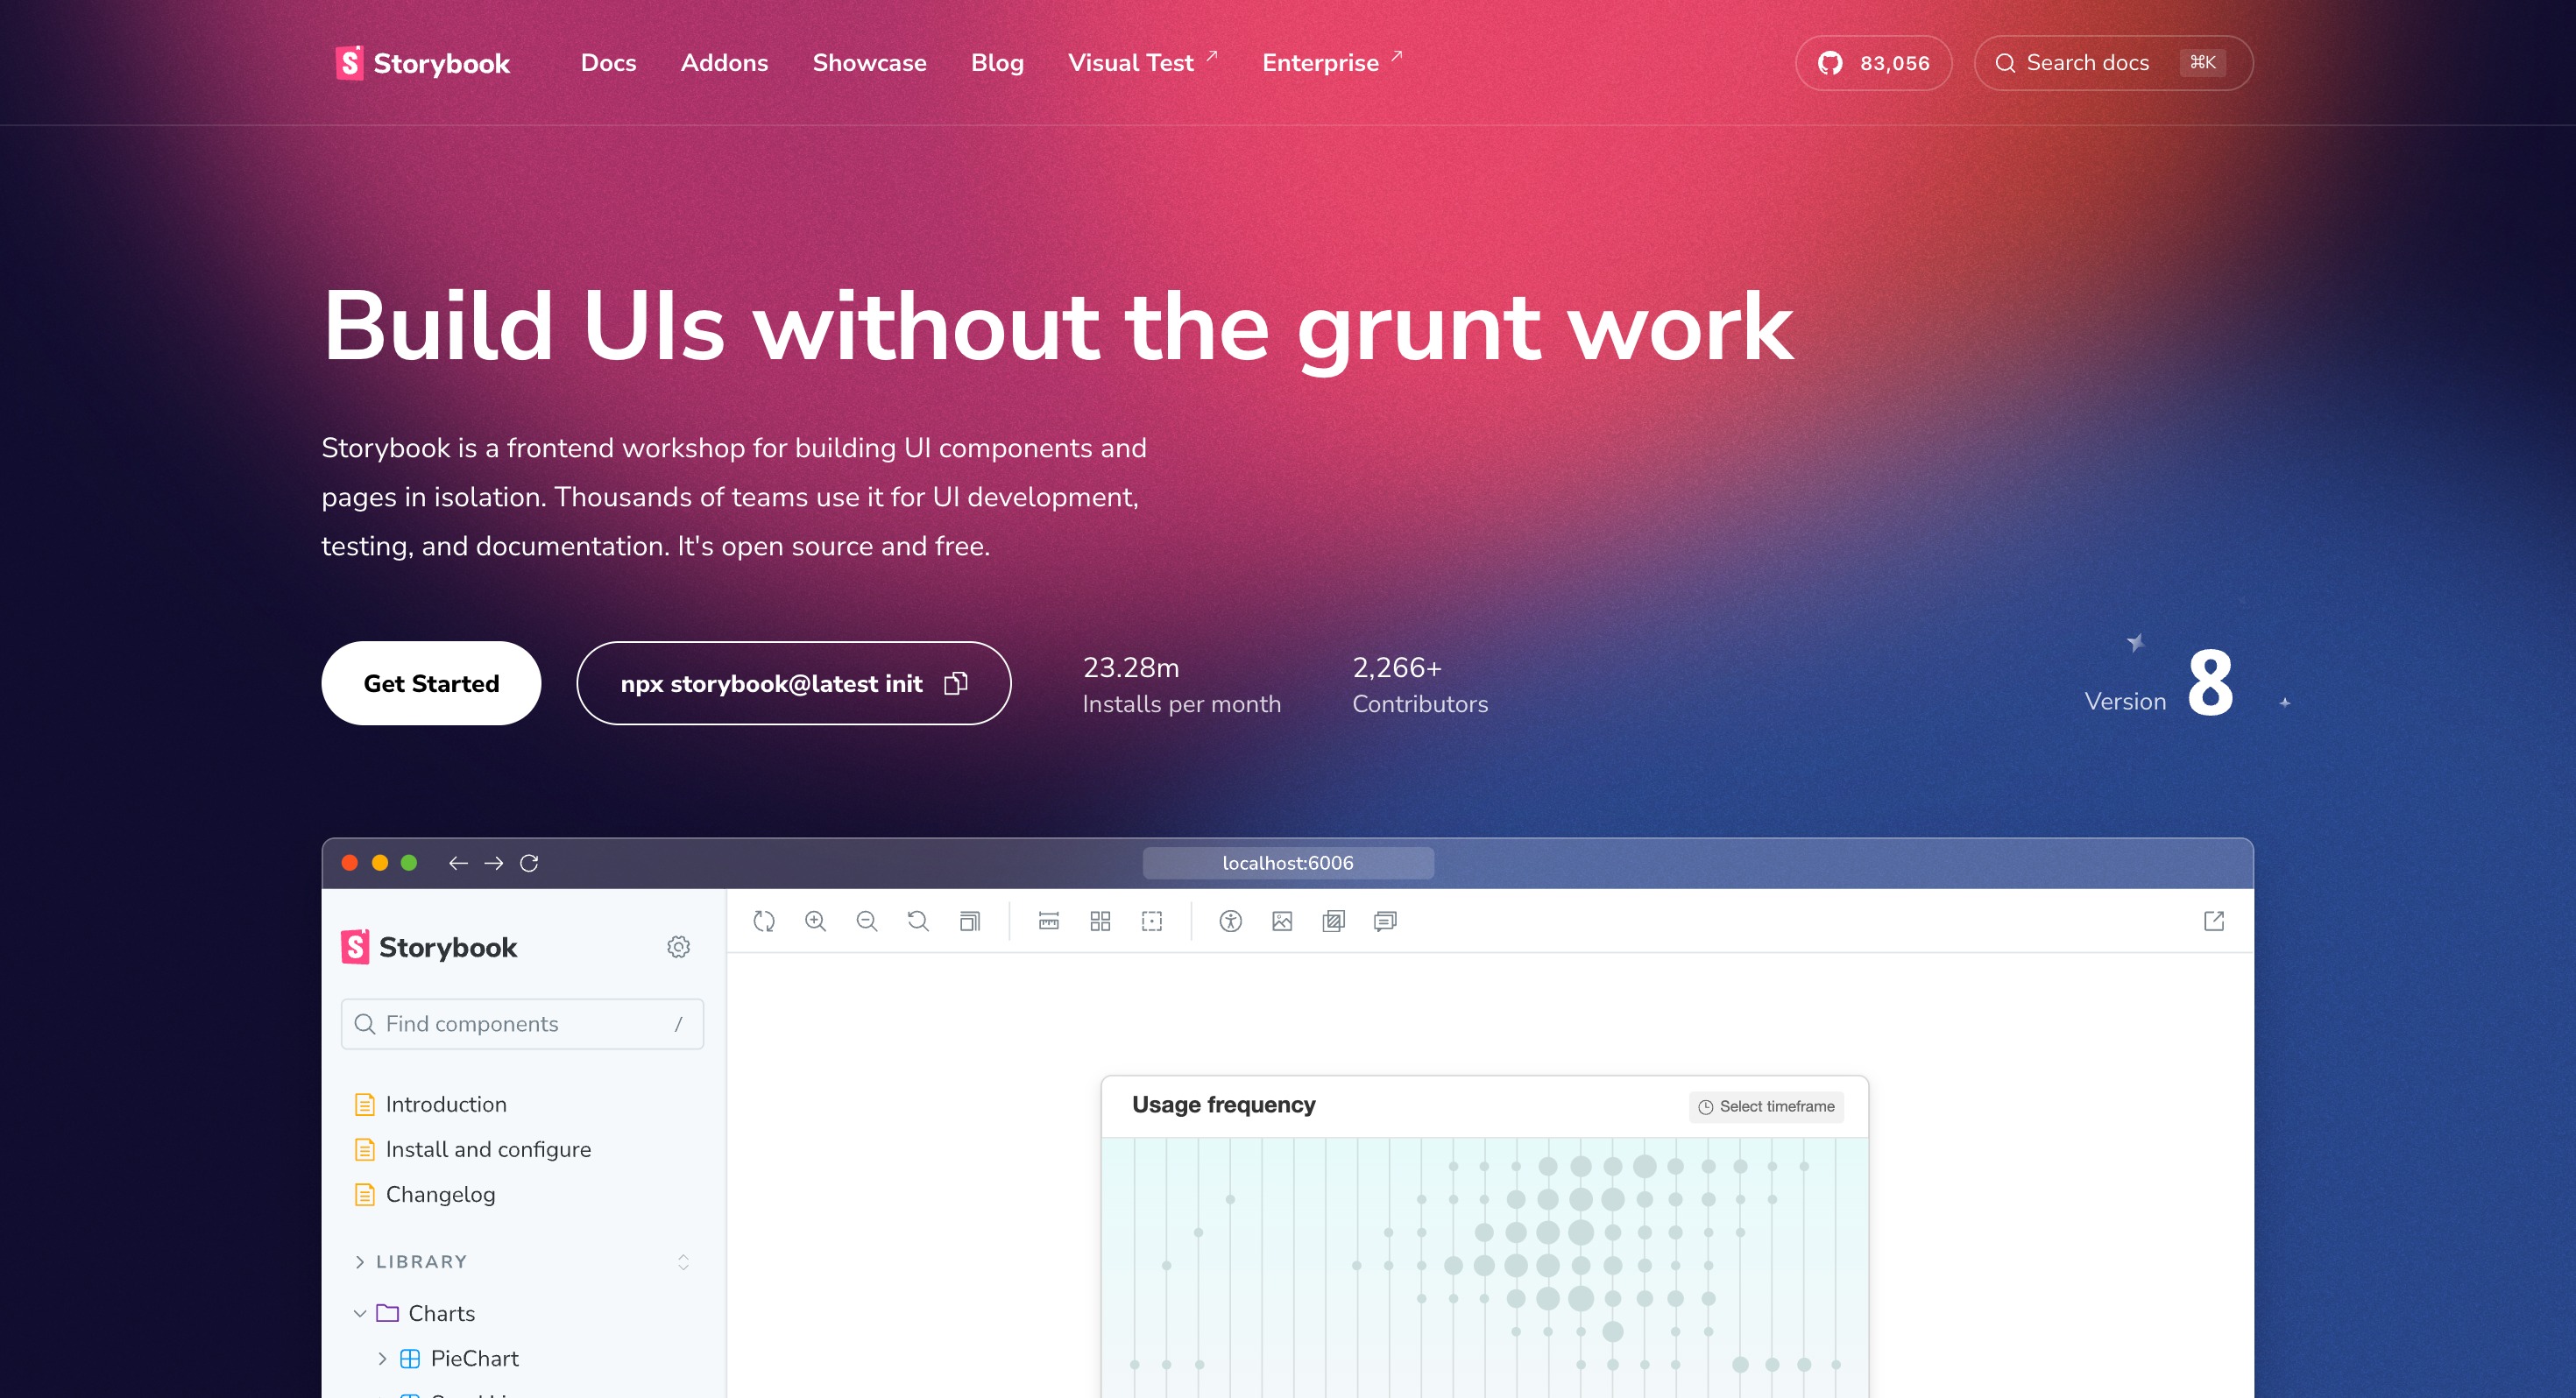 Storybook
Docs
Addons
Showcase
Blog
Visual Test
Enterprise
83,056
Search docs
⌘K
Build UIs without the grunt work
Storybook is a frontend workshop for building UI components and
pages in isolation. Thousands of teams use it for UI development,
testing, and documentation. It's open source and free.
Get Started
npx storybook@latest init
23.28m
Installs per month
2,266+
Contributors
Version 8
localhost:6006
Storybook
Find components
/
Introduction
Install and configure
Changelog
LIBRARY
Charts
PieChart
Usage frequency
Select timeframe